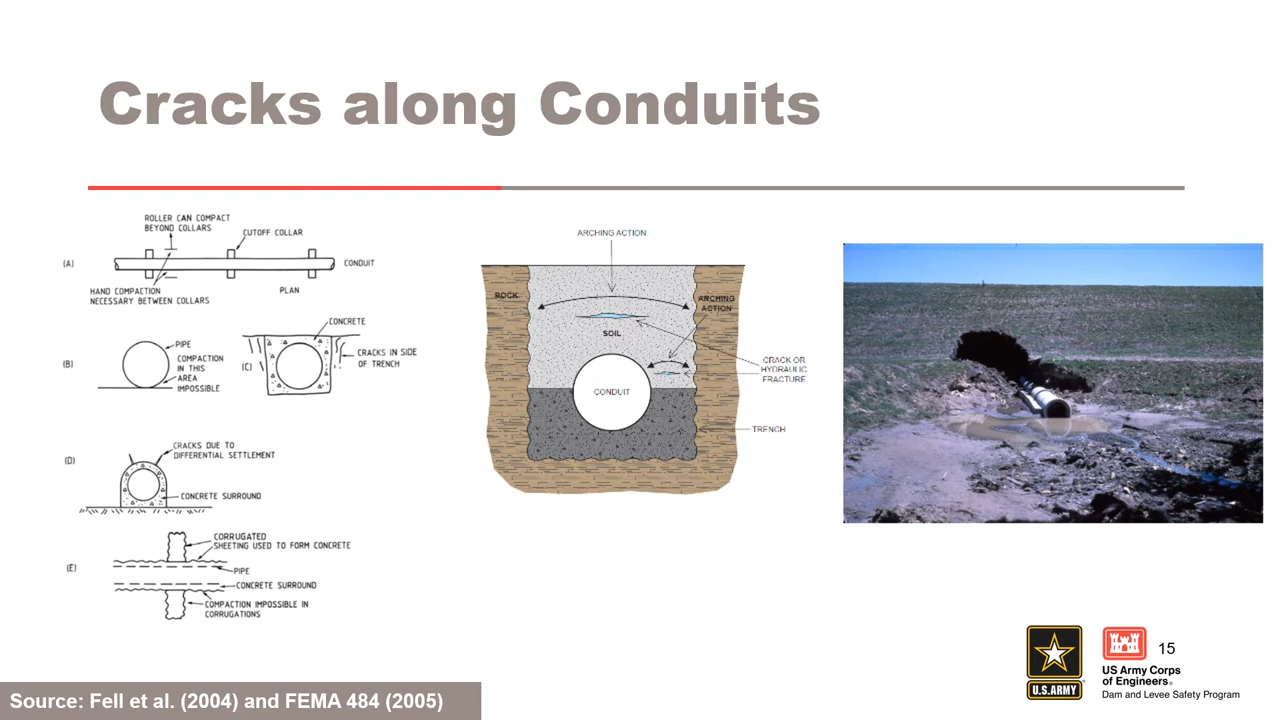 Cracks along Conduits
ROLLER CAN COMPACT
BEYOND COLLARS
CUTOFF COLLAR
(A)
CONDUIT
HAND COMPACTION
NECESSARY BETWEEN COLLARS
PLAN
CONCRETE
PIPE
(B)
COMPACTION
IN THIS
AREA
IMPOSSIBLE
(C)
CRACKS IN SIDE
OF TRENCH
(D)
CRACKS DUE TO
DIFFERENTIAL SETTLEMENT
CONCRETE SURROUND
(E)
CORRUGATED
SHEETING USED TO FORM CONCRETE
PIPE
CONCRETE SURROUND
COMPACTION IMPOSSIBLE IN
CORRUGATIONS
ARCHING ACTION
ROCK
ARCHING
ACTION
SOIL
CRACK OR
HYDRAULIC
FRACTURE
CONDUIT
TRENCH
U.S.ARMY
15
US Army Corps
of Engineers®
Dam and Levee Safety Program
Source: Fell et al. (2004) and FEMA 484 (2005)